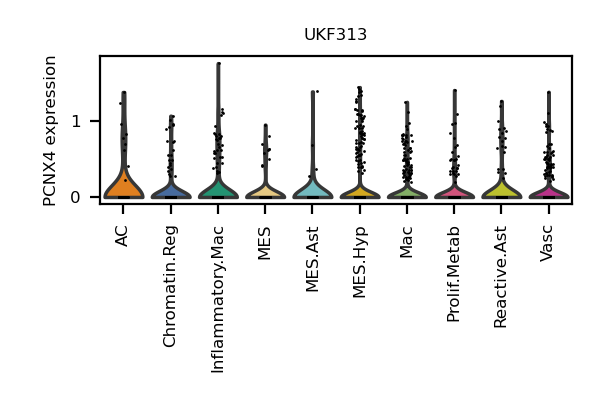 UKF313
PCNX4 expression
1
0
AC
Chromatin.Reg
Inflammatory.Mac
MES
MES.Ast
MES.Hyp
Mac
Prolif.Metab
Reactive.Ast
Vasc